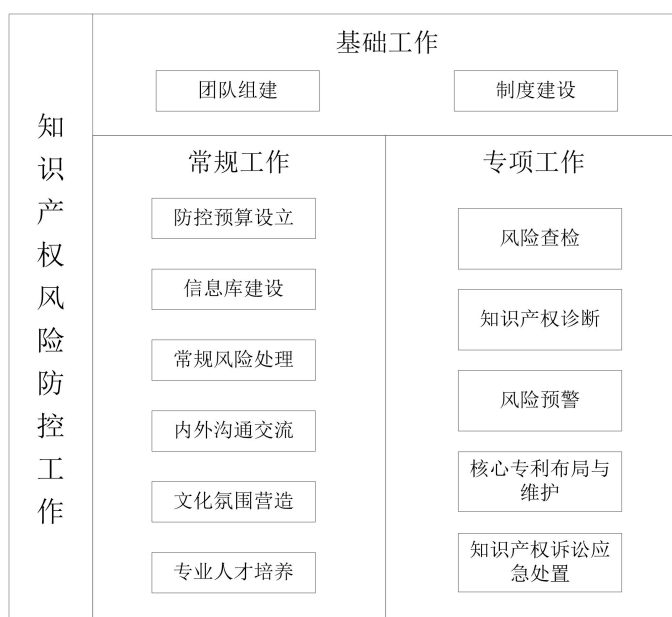 知识产权风险防控工作
基础工作
团队组建
制度建设
常规工作
防控预算设立
信息库建设
常规风险处理
内外沟通交流
文化氛围营造
专业人才培养
专项工作
风险查检
知识产权诊断
风险预警
核心专利布局与
维护
知识产权诉讼应
急处置